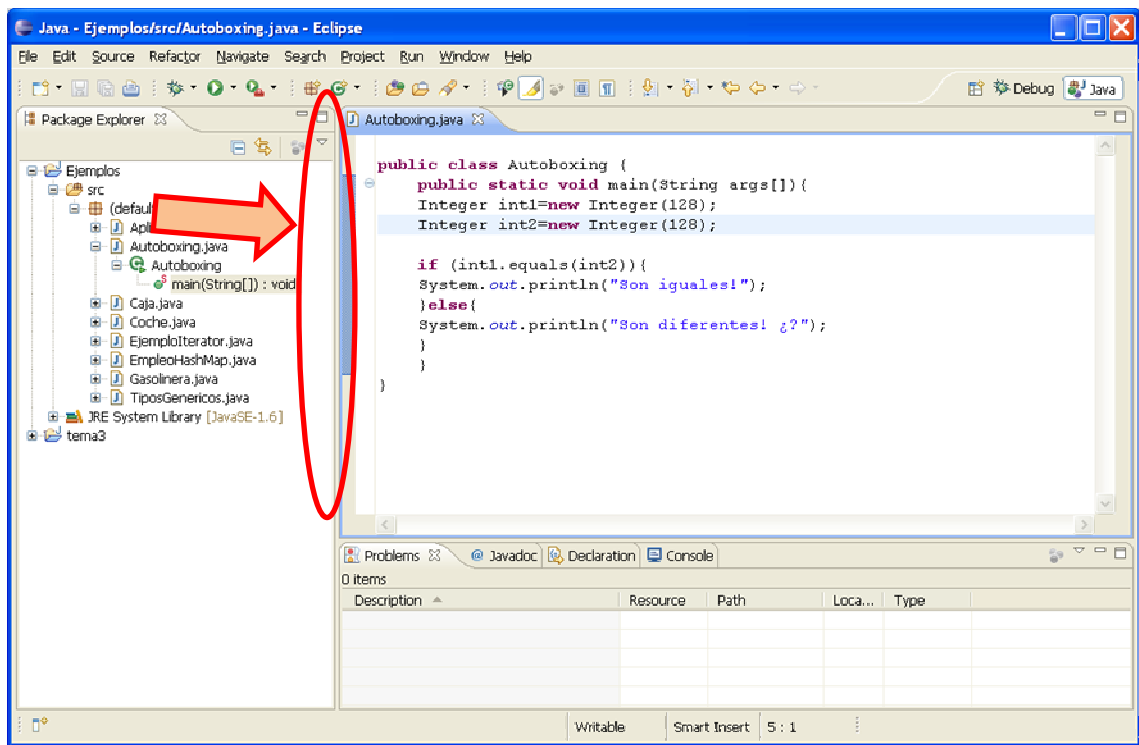 Java - Ejemplos/src/Autoboxing.java - Eclipse
File Edit Source Refactor Navigate Search Project Run Window Help
Debug Java
Package Explorer
Autoboxing.java
Ejemplos
src
Autoboxing.java
Autoboxing
main(String[]) : void
Caja.java
Coche.java
EjemploIterator.java
EmpleoHashMap.java
Gasolinera.java
TiposGenericos.java
JRE System Library [JavaSE-1.6]
tema3
public class Autoboxing {
public static void main(String args[]){
Integer int1=new Integer(128);
Integer int2=new Integer(128);
if (int1.equals(int2)){
System.out.println("Son iguales!");
}else{
System.out.println("Son diferentes! ¿?");
}
}
}
Problems Javadoc Declaration Console
0 items
Description Resource Path Loca... Type
Writable Smart Insert 5 : 1